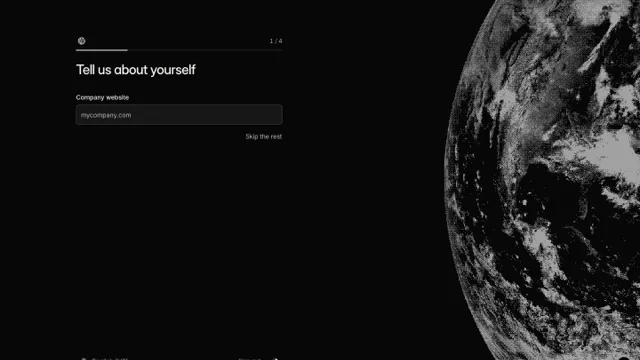 1 / 4
Tell us about yourself
Company website
mycompany.com
Skip the rest